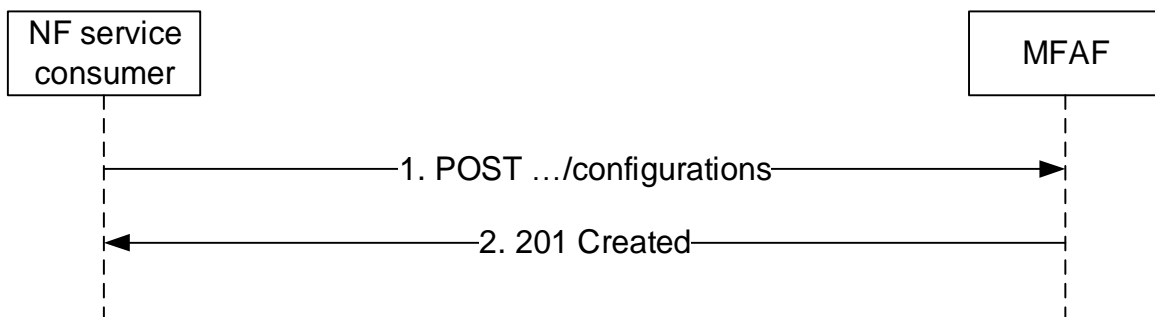 NF service
consumer
MFAF
1. POST …/configurations
2. 201 Created